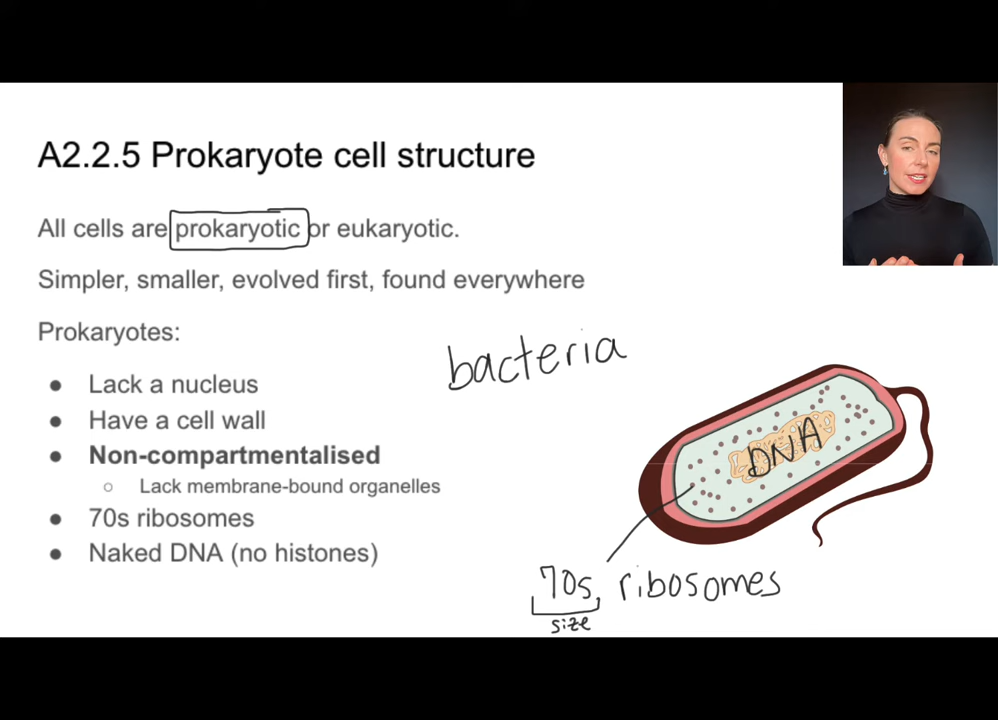 A2.2.5 Prokaryote cell structure
All cells are prokaryotic or eukaryotic.
Simpler, smaller, evolved first, found everywhere
Prokaryotes:
bacteria
● Lack a nucleus
● Have a cell wall
● Non-compartmentalised
○ Lack membrane-bound organelles
● 70s ribosomes
● Naked DNA (no histones)
DNA
70s ribosomes
size